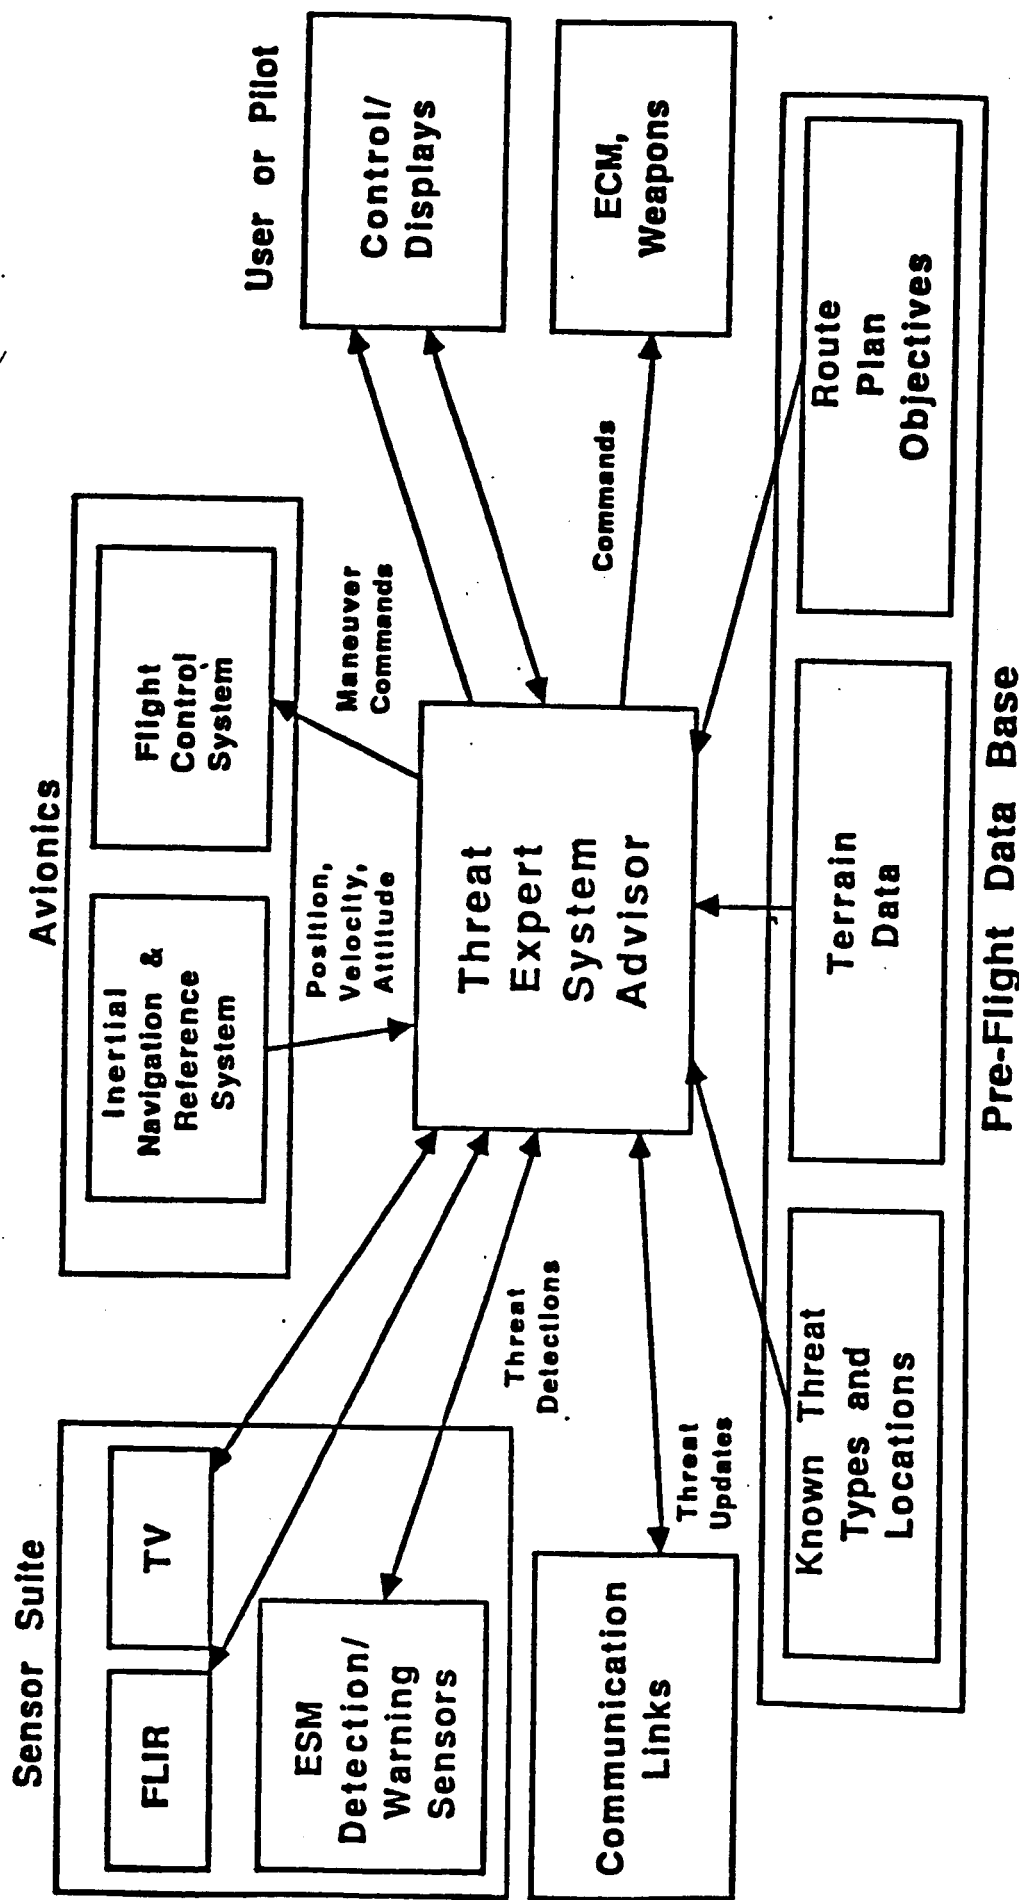 Sensor Suite
FLIR
TV
ESM
Detection/
Warning
Sensors
Communication
Links
Avionics
Inertial
Navigation &
Reference
System
Flight
Control
System
Position,
Velocity,
Attitude
Maneuver
Commands
Threat
Detections
Threat
Updates
Threat
Expert
System
Advisor
User or Pilot
Control/
Displays
ECM,
Weapons
Commands
Known Threat
Types and
Locations
Terrain
Data
Route
Plan
Objectives
Pre-Flight Data Base